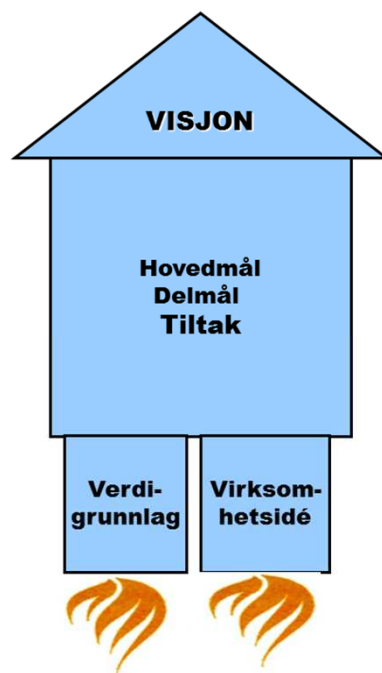 VISJON
Hovedmål
Delmål
Tiltak
Verdi-
grunnlag
Virksom-
hetsidé